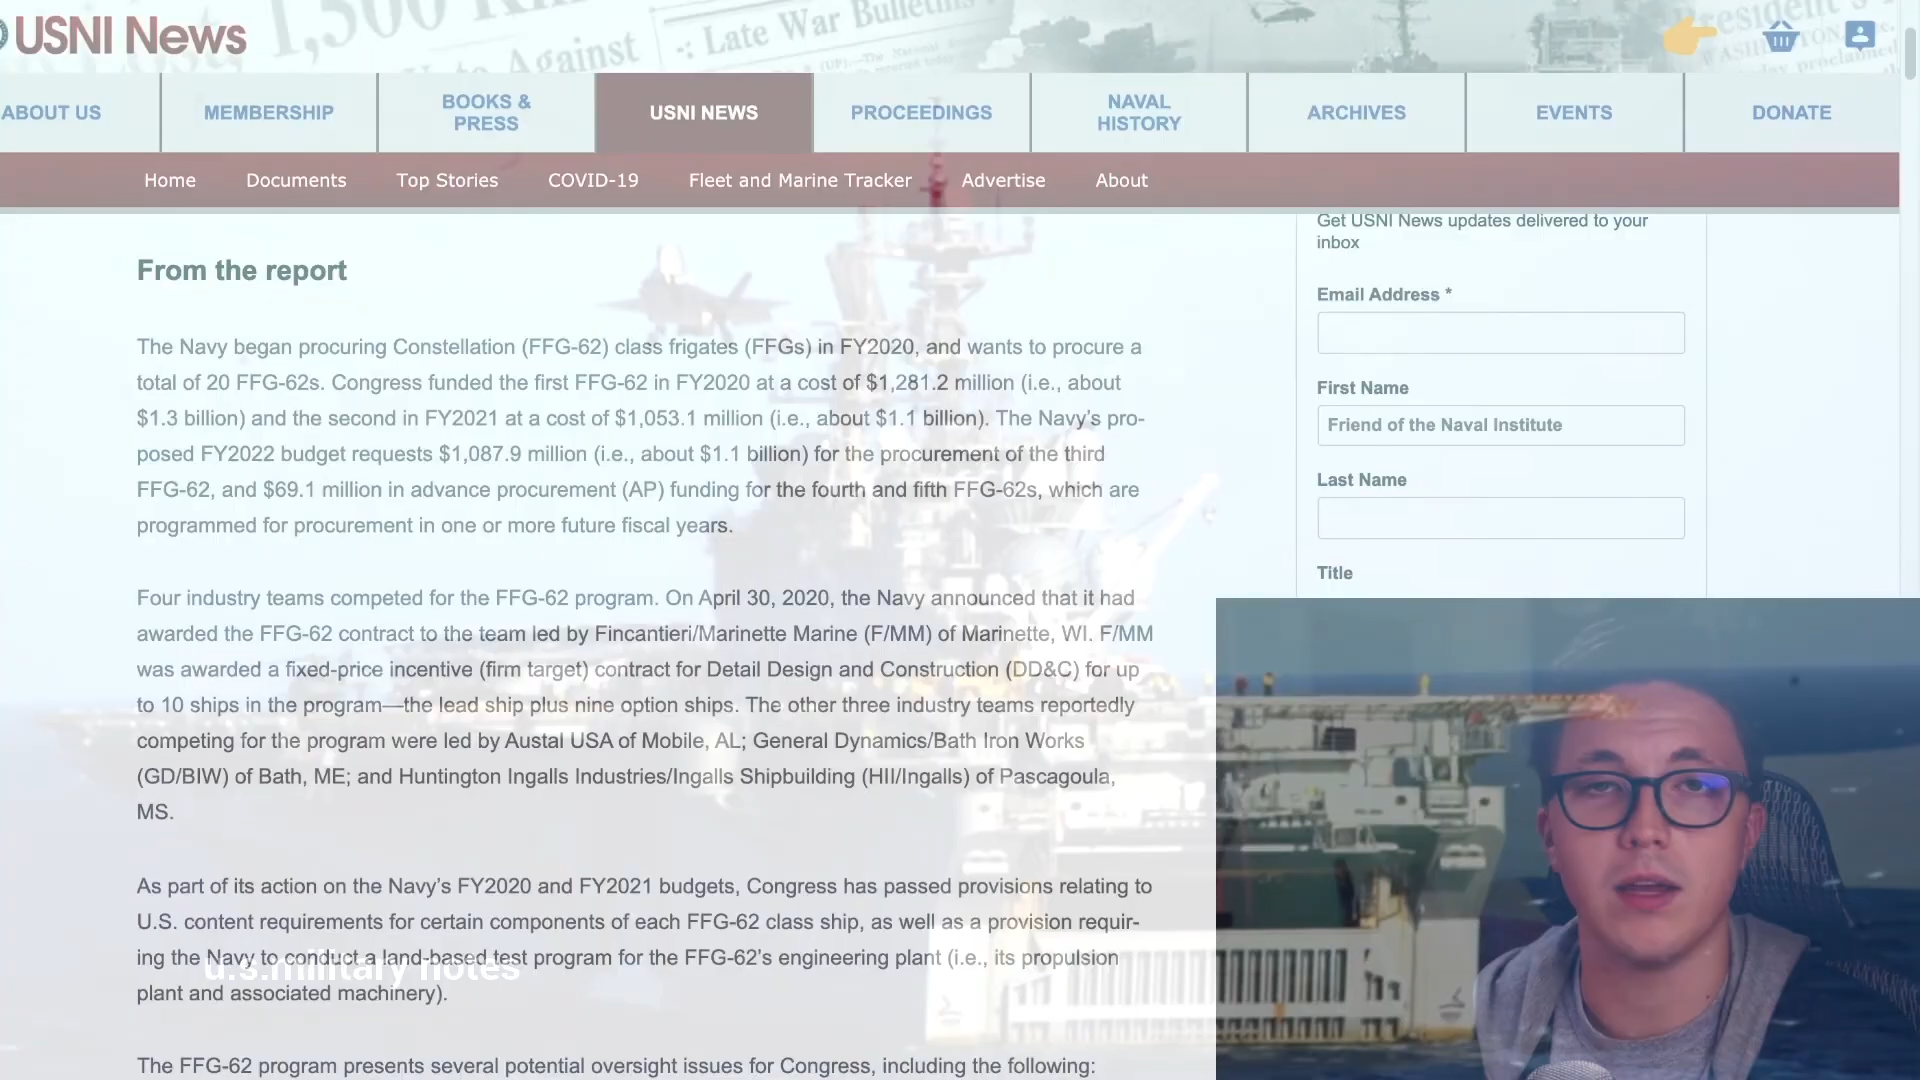 1,500
Late War Bulletins
Vote Against
President's
WASHINGTON,
proclaimed
USNI News
ABOUT US
MEMBERSHIP
BOOKS &
PRESS
USNI NEWS
PROCEEDINGS
NAVAL
HISTORY
ARCHIVES
EVENTS
DONATE
Home
Documents
Top Stories
COVID-19
Fleet and Marine Tracker
Advertise
About
From the report
The Navy began procuring Constellation (FFG-62) class frigates (FFGs) in FY2020, and wants to procure a
total of 20 FFG-62s. Congress funded the first FFG-62 in FY2020 at a cost of $1,281.2 million (i.e., about
$1.3 billion) and the second in FY2021 at a cost of $1,053.1 million (i.e., about $1.1 billion). The Navy’s pro-
posed FY2022 budget requests $1,087.9 million (i.e., about $1.1 billion) for the procurement of the third
FFG-62, and $69.1 million in advance procurement (AP) funding for the fourth and fifth FFG-62s, which are
programmed for procurement in one or more future fiscal years.
Four industry teams competed for the FFG-62 program. On April 30, 2020, the Navy announced that it had
awarded the FFG-62 contract to the team led by Fincantieri/Marinette Marine (F/MM) of Marinette, WI. F/MM
was awarded a fixed-price incentive (firm target) contract for Detail Design and Construction (DD&C) for up
to 10 ships in the program—the lead ship plus nine option ships. The other three industry teams reportedly
competing for the program were led by Austal USA of Mobile, AL; General Dynamics/Bath Iron Works
(GD/BIW) of Bath, ME; and Huntington Ingalls Industries/Ingalls Shipbuilding (HII/Ingalls) of Pascagoula,
MS.
As part of its action on the Navy’s FY2020 and FY2021 budgets, Congress has passed provisions relating to
U.S. content requirements for certain components of each FFG-62 class ship, as well as a provision requir-
ing the Navy to conduct a land-based test program for the FFG-62’s engineering plant (i.e., its propulsion
plant and associated machinery).
The FFG-62 program presents several potential oversight issues for Congress, including the following:
u.s.military notes
Get USNI News updates delivered to your
inbox
Email Address *
First Name
Friend of the Naval Institute
Last Name
Title